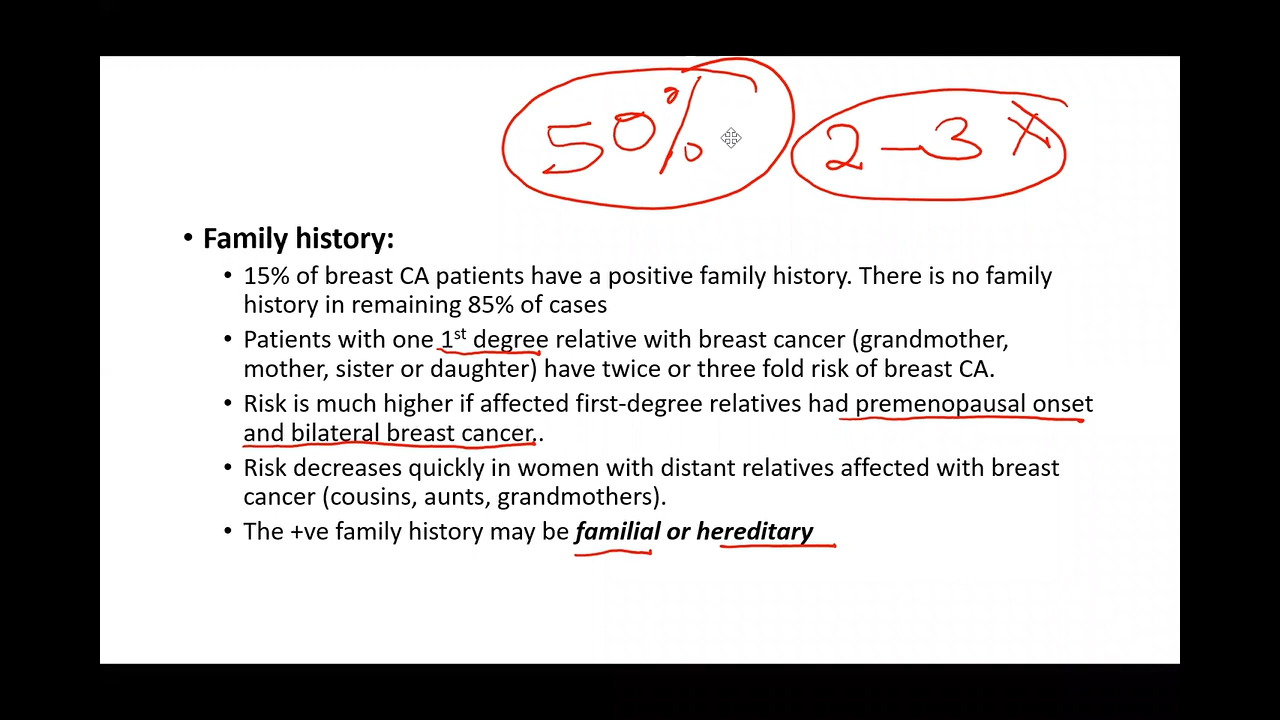 50% 2-3 X
• Family history:
• 15% of breast CA patients have a positive family history. There is no family
history in remaining 85% of cases
• Patients with one 1st degree relative with breast cancer (grandmother,
mother, sister or daughter) have twice or three fold risk of breast CA.
• Risk is much higher if affected first-degree relatives had premenopausal onset
and bilateral breast cancer..
• Risk decreases quickly in women with distant relatives affected with breast
cancer (cousins, aunts, grandmothers).
• The +ve family history may be familial or hereditary